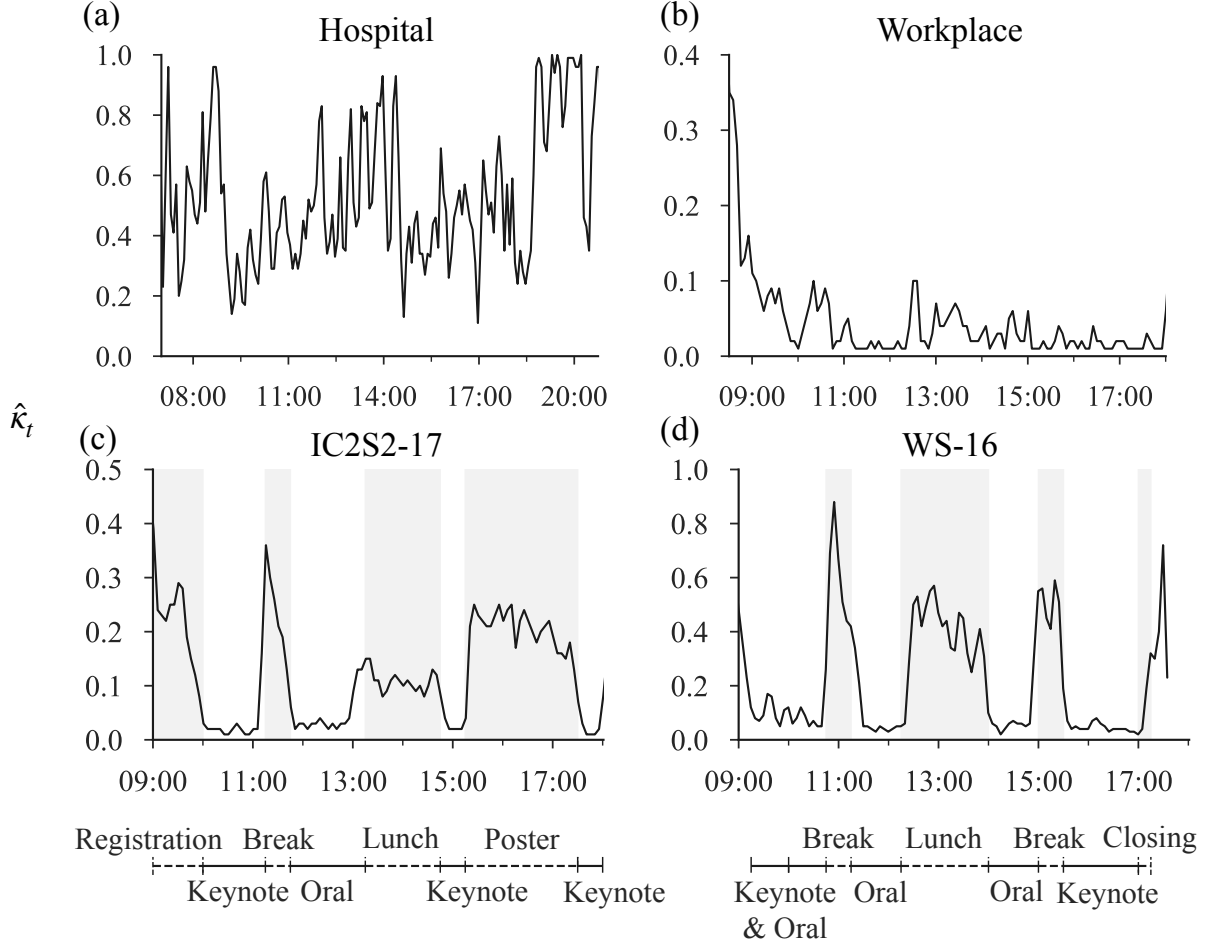 (a) Hospital
1.0
0.8
0.6
0.4
0.2
0.0
08:00 11:00 14:00 17:00 20:00
(b) Workplace
0.4
0.3
0.2
0.1
0.0
09:00 11:00 13:00 15:00 17:00
κ̂t
(c) IC2S2-17
0.5
0.4
0.3
0.2
0.1
0.0
09:00 11:00 13:00 15:00 17:00
Registration Break Lunch Poster
Keynote Oral Keynote Keynote
(d) WS-16
1.0
0.8
0.6
0.4
0.2
0.0
09:00 11:00 13:00 15:00 17:00
Break Lunch Break Closing
Keynote Oral Oral Keynote
& Oral